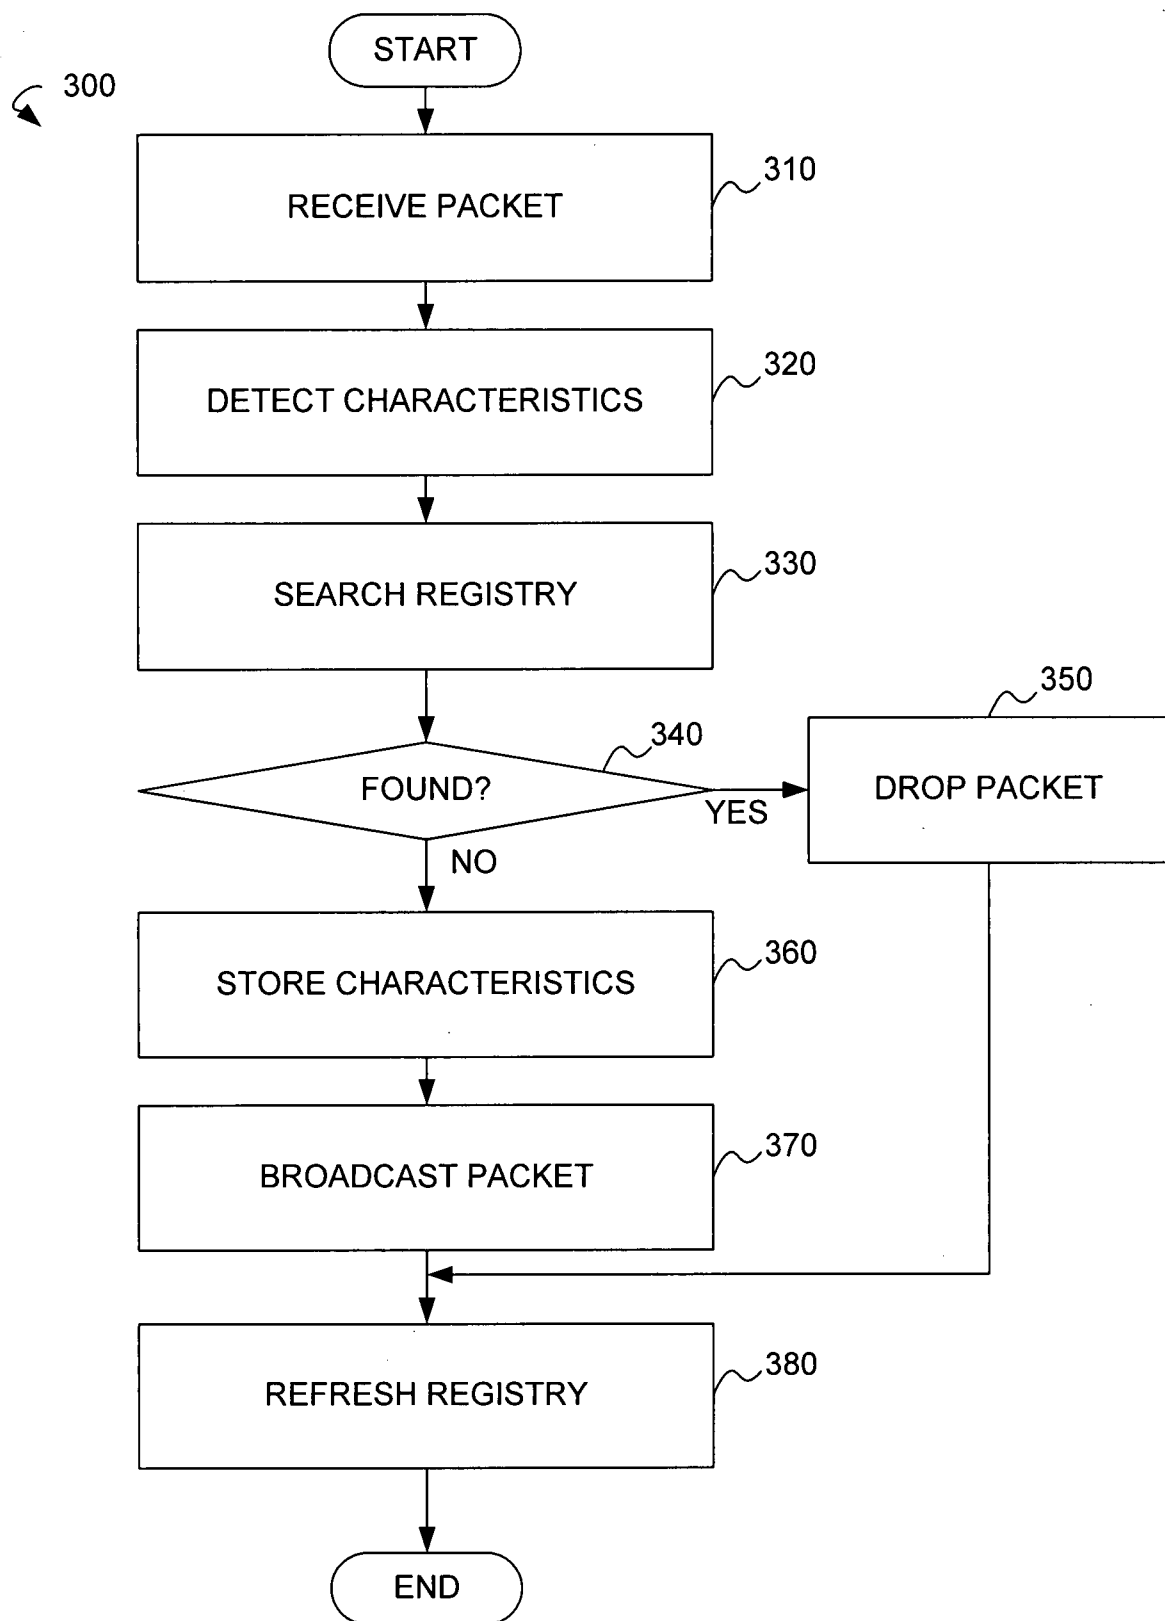 START
300
310
RECEIVE PACKET
320
DETECT CHARACTERISTICS
330
SEARCH REGISTRY
350
340
FOUND?
DROP PACKET
YES
NO
360
STORE CHARACTERISTICS
370
BROADCAST PACKET
380
REFRESH REGISTRY
END